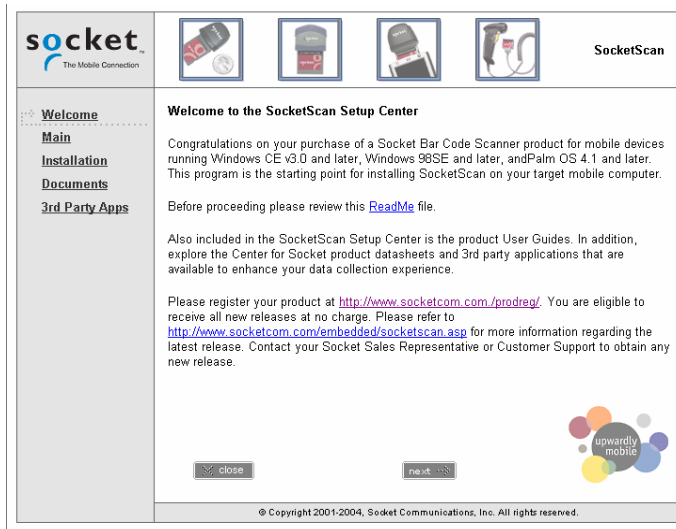 socket™
The Mobile Connection
SocketScan
Welcome
Main
Installation
Documents
3rd Party Apps
Welcome to the SocketScan Setup Center
Congratulations on your purchase of a Socket Bar Code Scanner product for mobile devices
running Windows CE v3.0 and later, Windows 98SE and later, andPalm OS 4.1 and later.
This program is the starting point for installing SocketScan on your target mobile computer.
Before proceeding please review this ReadMe file.
Also included in the SocketScan Setup Center is the product User Guides. In addition,
explore the Center for Socket product datasheets and 3rd party applications that are
available to enhance your data collection experience.
Please register your product at http://www.socketcom.com./prodreg/. You are eligible to
receive all new releases at no charge. Please refer to
http://www.socketcom.com/embedded/socketscan.asp for more information regarding the
latest release. Contact your Socket Sales Representative or Customer Support to obtain any
new release.
upwardly
mobile
close
next
© Copyright 2001-2004, Socket Communications, Inc. All rights reserved.